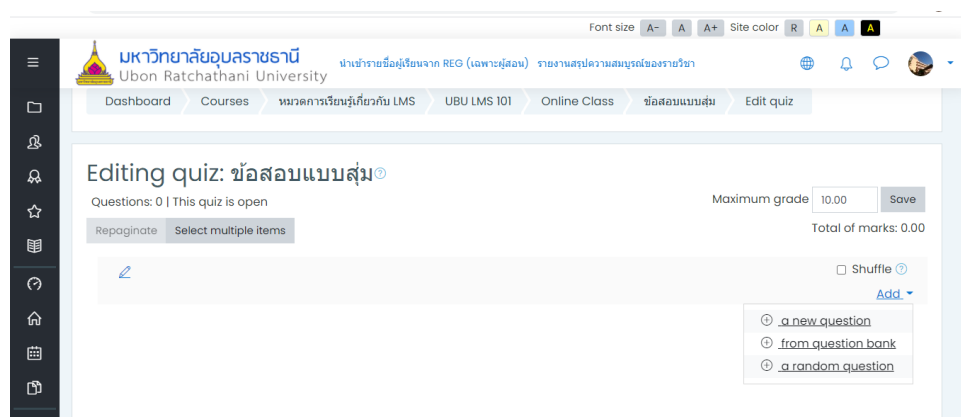 Font size A- A A+ Site color R A A A
มหาวิทยาลัยอุบลราชธานี
Ubon Ratchathani University
นำเข้ารายชื่อผู้เรียนจาก REG (เฉพาะผู้สอน) รายงานสรุปความสมบูรณ์ของรายวิชา
Dashboard Courses หมวดการเรียนรู้เกี่ยวกับ LMS UBU LMS 101 Online Class ข้อสอบแบบสุ่ม Edit quiz
Editing quiz: ข้อสอบแบบสุ่ม
Questions: 0 | This quiz is open
Maximum grade 10.00 Save
Repaginate Select multiple items
Total of marks: 0.00
Shuffle
Add
a new question
from question bank
a random question